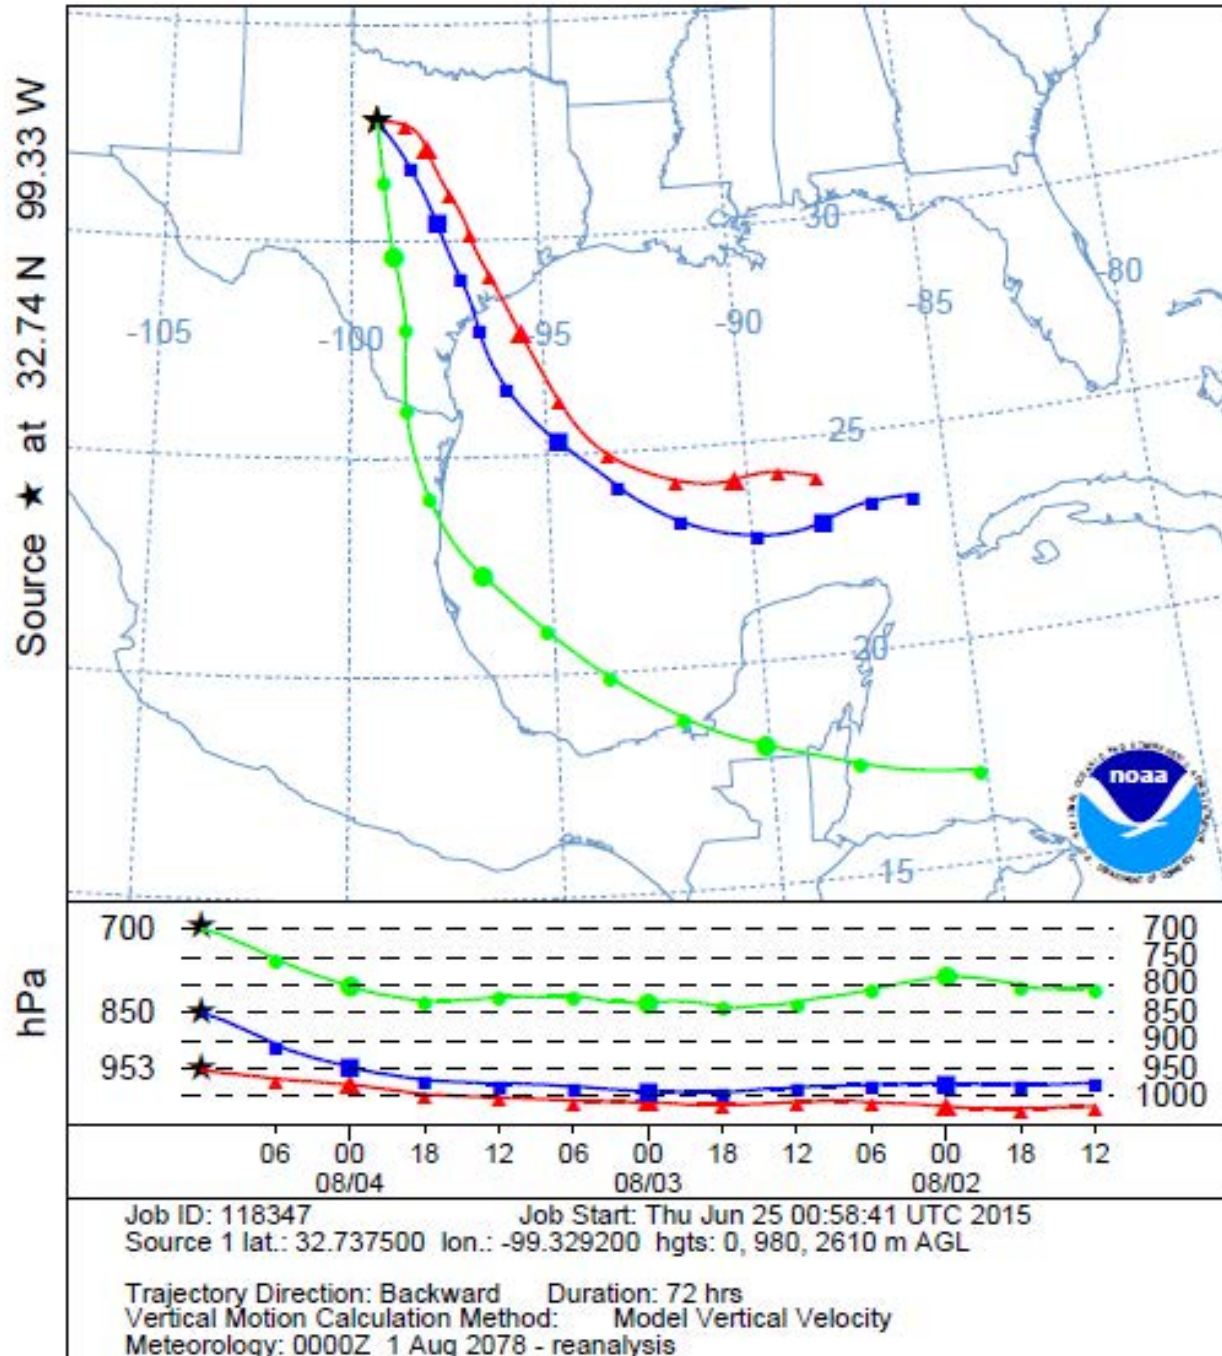 Source ★ at 32.74 N 99.33 W
30
-80
-85
-90
-95
-100
-105
25
20
15
noaa
hPa
700
850
953
700
750
800
850
900
950
1000
06 00 18 12 06 00 18 12 06 00 18 12
08/04 08/03 08/02
Job ID: 118347 Job Start: Thu Jun 25 00:58:41 UTC 2015
Source 1 lat.: 32.737500 lon.: -99.329200 hgts: 0, 980, 2610 m AGL
Trajectory Direction: Backward Duration: 72 hrs
Vertical Motion Calculation Method: Model Vertical Velocity
Meteorology: 0000Z 1 Aug 2078 - reanalysis